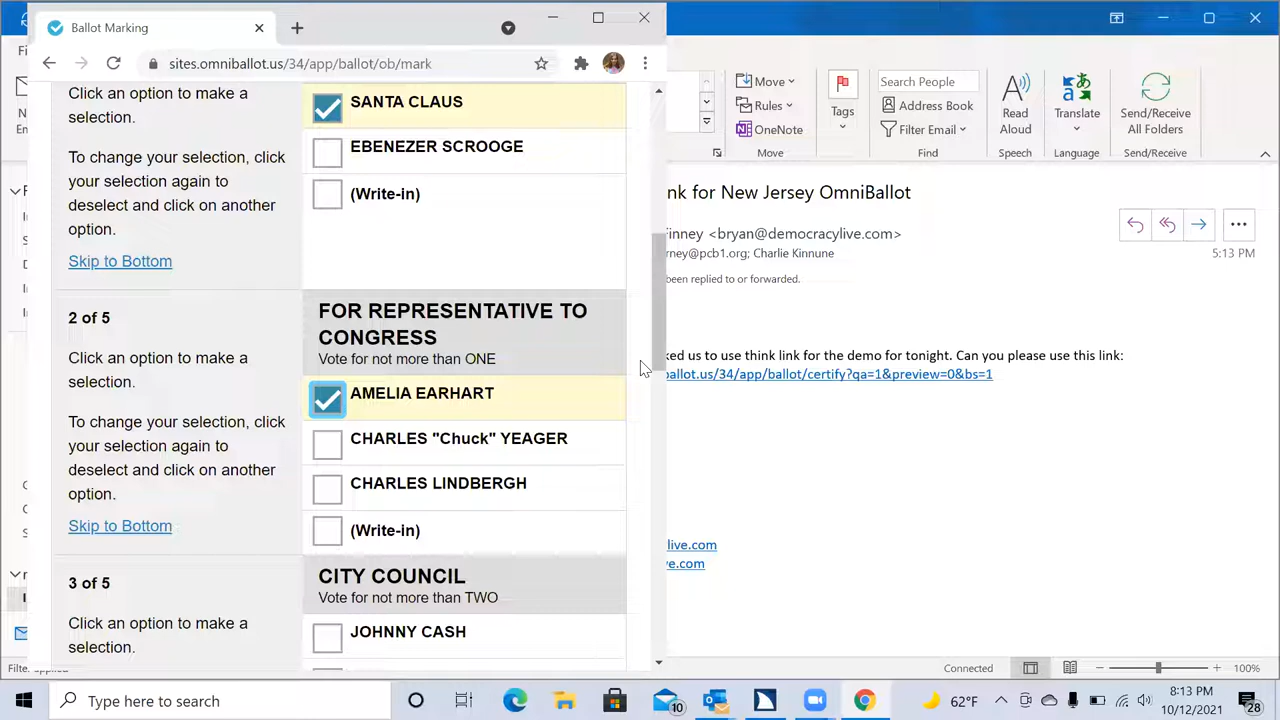 Ballot Marking
sites.omniballot.us/34/app/ballot/ob/mark
Click an option to make a
selection.
To change your selection, click
your selection again to
deselect and click on another
option.
Skip to Bottom
SANTA CLAUS
EBENEZER SCROOGE
(Write-in)
2 of 5
Click an option to make a
selection.
To change your selection, click
your selection again to
deselect and click on another
option.
Skip to Bottom
FOR REPRESENTATIVE TO
CONGRESS
Vote for not more than ONE
AMELIA EARHART
CHARLES "Chuck" YEAGER
CHARLES LINDBERGH
(Write-in)
3 of 5
Click an option to make a
selection.
CITY COUNCIL
Vote for not more than TWO
JOHNNY CASH
Move
Rules
OneNote
Move
Tags
Search People
Address Book
Filter Email
Find
Read
Aloud
Speech
Translate
Language
Send/Receive
All Folders
Send/Receive
ink for New Jersey OmniBallot
inney <bryan@democracylive.com>
rney@pcb1.org; Charlie Kinnune
5:13 PM
been replied to or forwarded.
ked us to use think link for the demo for tonight. Can you please use this link:
ballot.us/34/app/ballot/certify?qa=1&preview=0&bs=1
live.com
ve.com
Connected
100%
Type here to search
10
62°F
8:13 PM
10/12/2021
28